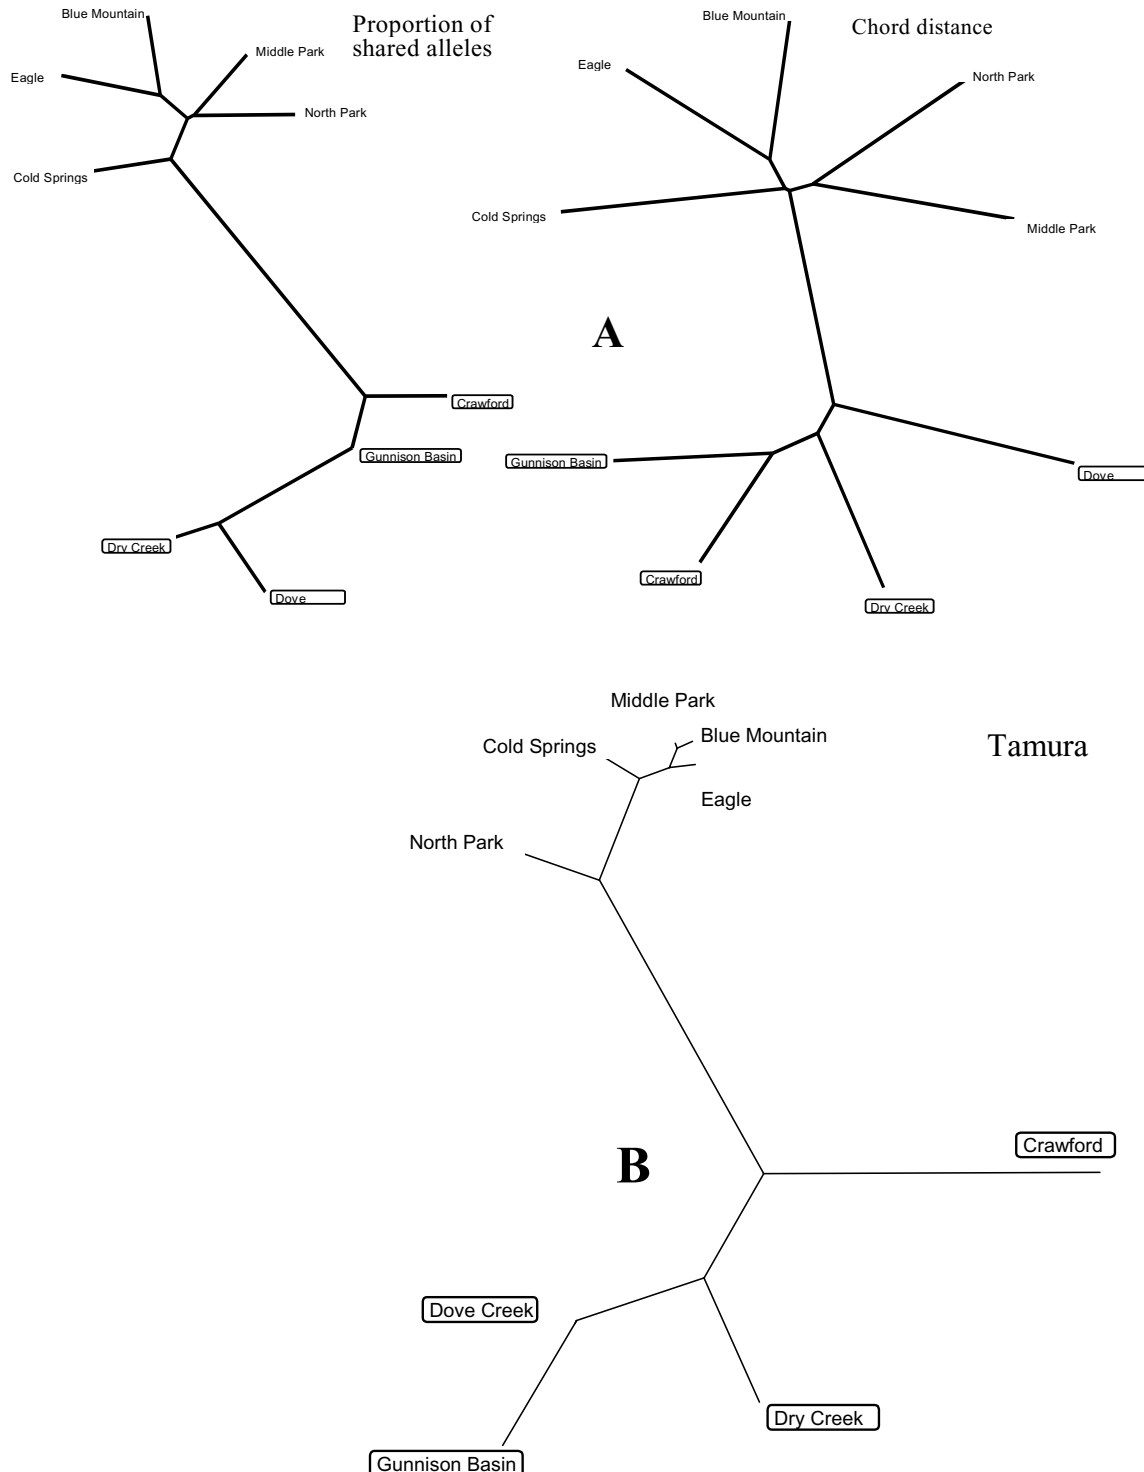 Blue Mountain
Proportion of
shared alleles
Middle Park
Eagle
North Park
Cold Springs
Crawford
Gunnison Basin
Dry Creek
Dove
Blue Mountain
Chord distance
Eagle
North Park
Cold Springs
Middle Park
A
Gunnison Basin
Dove
Crawford
Dry Creek
Middle Park
Cold Springs
Blue Mountain
Tamura
Eagle
North Park
B
Crawford
Dove Creek
Dry Creek
Gunnison Basin